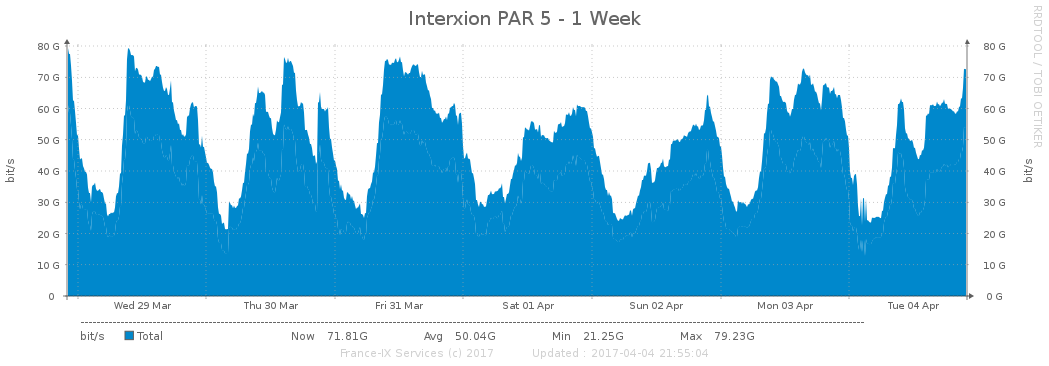 Interxion PAR 5 - 1 Week
RRDTOOL / TOBI OETIKER
bit/s
80 G
70 G
60 G
50 G
40 G
30 G
20 G
10 G
0
80 G
70 G
60 G
50 G
40 G
30 G
20 G
10 G
0 G
bit/s
Wed 29 Mar Thu 30 Mar Fri 31 Mar Sat 01 Apr Sun 02 Apr Mon 03 Apr Tue 04 Apr
bit/s Total Now 71.81G Avg 50.04G Min 21.25G Max 79.23G
France-IX Services (c) 2017 Updated : 2017-04-04 21:55:04